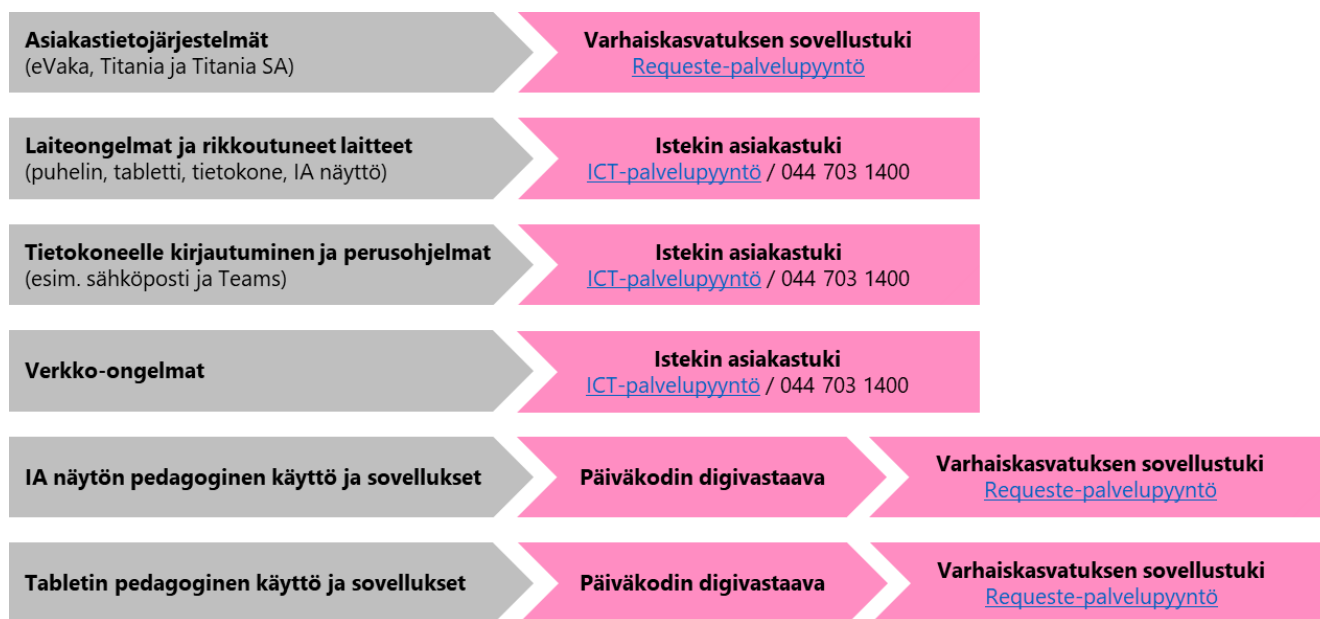 Asiakastietojärjestelmät
(eVaka, Titania ja Titania SA)
Varhaiskasvatuksen sovellustuki
Requeste-palvelupyyntö
Laiteongelmat ja rikkoutuneet laitteet
(puhelin, tabletti, tietokone, IA näyttö)
Istekin asiakastuki
ICT-palvelupyyntö / 044 703 1400
Tietokoneelle kirjautuminen ja perusohjelmat
(esim. sähköposti ja Teams)
Istekin asiakastuki
ICT-palvelupyyntö / 044 703 1400
Verkko-ongelmat
Istekin asiakastuki
ICT-palvelupyyntö / 044 703 1400
IA näytön pedagoginen käyttö ja sovellukset
Päiväkodin digivastaava
Varhaiskasvatuksen sovellustuki
Requeste-palvelupyyntö
Tabletin pedagoginen käyttö ja sovellukset
Päiväkodin digivastaava
Varhaiskasvatuksen sovellustuki
Requeste-palvelupyyntö